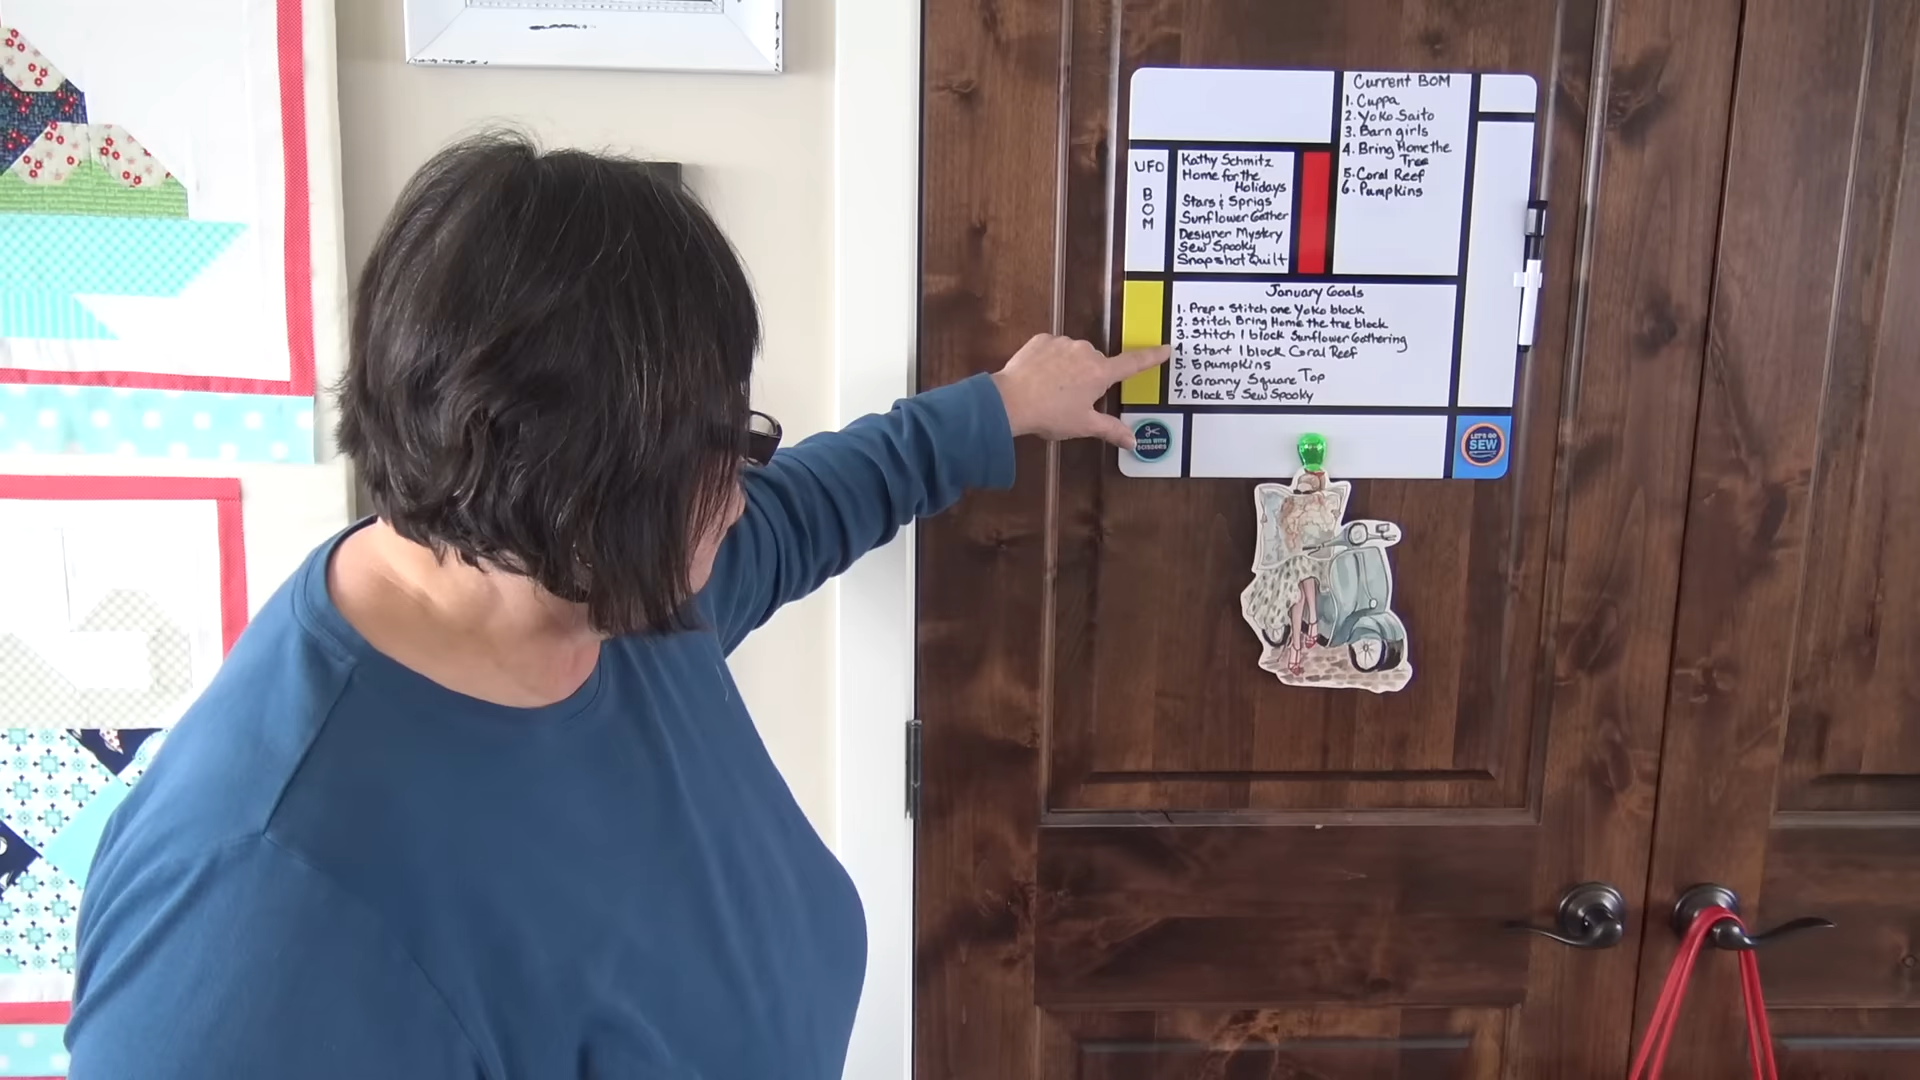 Current BOM
1. Cuppa
2. Yoko Saito
3. Barn girls
4. Bring Home the
Tree
5. Coral Reef
6. Pumpkins
UFO
B
O
M
Kathy Schmitz
Home for the
Holidays
Stars & Sprigs
Sunflower Gather
Designer Mystery
Sew Spooky
Snapshot Quilt
January Goals
1. Prep - Stitch one Yoko block
2. Stitch Bring Home the tree block
3. Stitch 1 block Sunflower Gathering
4. Start 1 block Coral Reef
5. 5 pumpkins
6. Granny Square Top
7. Block 5 Sew Spooky
WITH
SCISSORS
LET'S GO
SEW